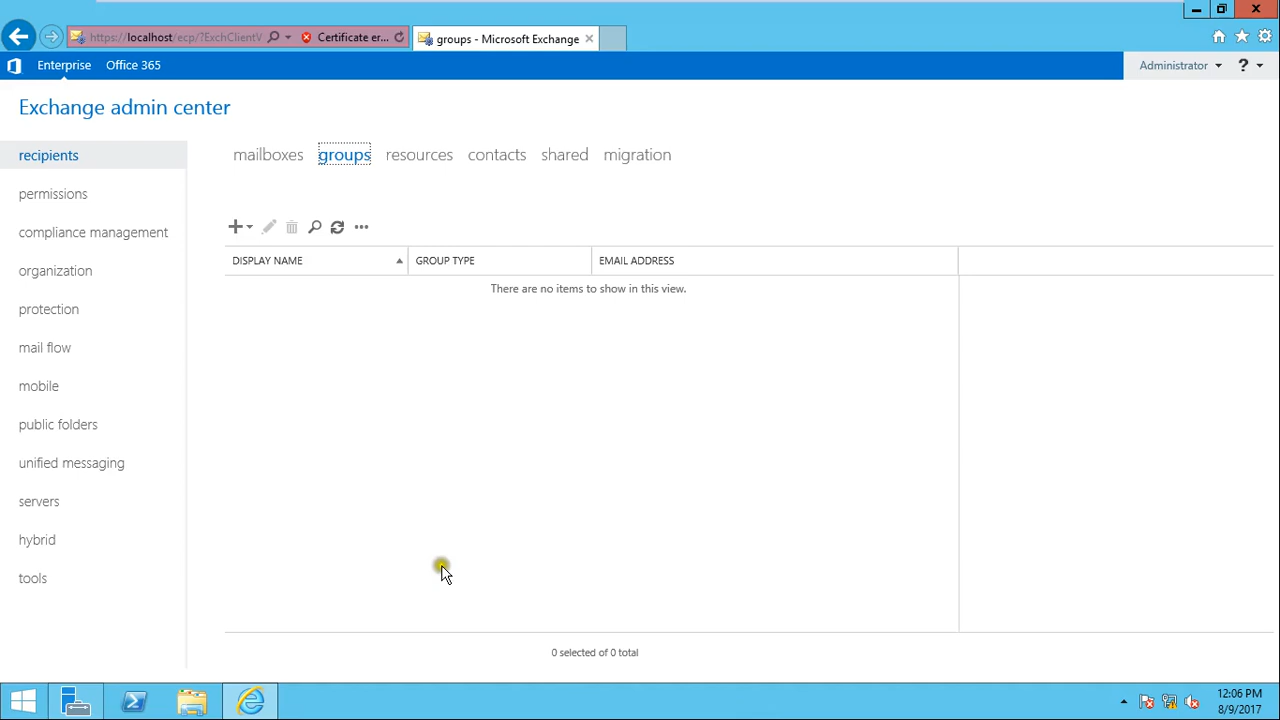 https://localhost/ecp/?ExchClientV
Certificate er...
groups - Microsoft Exchange
Enterprise
Office 365
Administrator
?
Exchange admin center
recipients
permissions
compliance management
organization
protection
mail flow
mobile
public folders
unified messaging
servers
hybrid
tools
mailboxes groups resources contacts shared migration
DISPLAY NAME GROUP TYPE EMAIL ADDRESS
There are no items to show in this view.
0 selected of 0 total
12:06 PM
8/9/2017